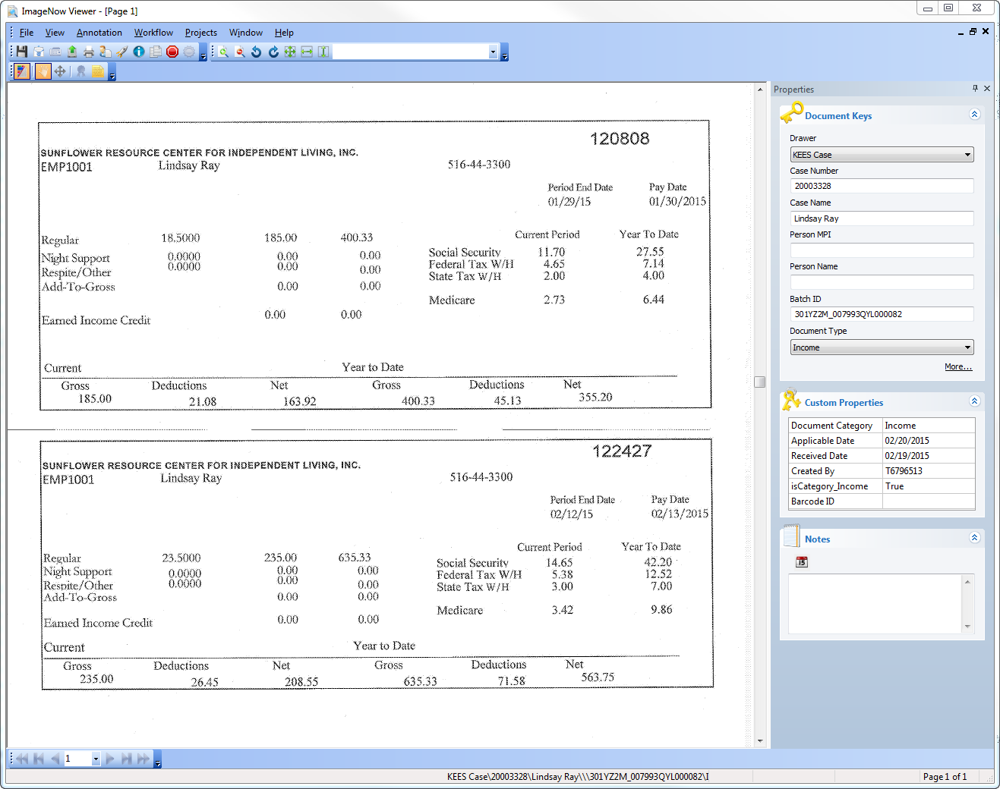 ImageNow Viewer - [Page 1]
File View Annotation Workflow Projects Window Help
120808
SUNFLOWER RESOURCE CENTER FOR INDEPENDENT LIVING, INC.
EMP1001 Lindsay Ray 516-44-3300
Period End Date Pay Date
01/29/15 01/30/2015
Current Period Year To Date
Regular 18.5000 185.00 400.33
Social Security 11.70 27.55
Night Support 0.0000 0.00 0.00
Federal Tax W/H 4.65 7.14
Respite/Other 0.0000 0.00 0.00
State Tax W/H 2.00 4.00
Add-To-Gross 0.00 0.00
Medicare 2.73 6.44
Earned Income Credit 0.00 0.00
Current Year to Date
Gross Deductions Net Gross Deductions Net
185.00 21.08 163.92 400.33 45.13 355.20
122427
SUNFLOWER RESOURCE CENTER FOR INDEPENDENT LIVING, INC.
EMP1001 Lindsay Ray 516-44-3300
Period End Date Pay Date
02/12/15 02/13/2015
Current Period Year To Date
Regular 23.5000 235.00 635.33
Social Security 14.65 42.20
Night Support 0.0000 0.00 0.00
Federal Tax W/H 5.38 12.52
Respite/Other 0.0000 0.00 0.00
State Tax W/H 3.00 7.00
Add-To-Gross 0.00 0.00
Medicare 3.42 9.86
Earned Income Credit 0.00 0.00
Current Year to Date
Gross Deductions Net Gross Deductions Net
235.00 26.45 208.55 635.33 71.58 563.75
Properties
Document Keys
Drawer
KEES Case
Case Number
20003328
Case Name
Lindsay Ray
Person MPI
Person Name
Batch ID
301YZ2M_007993QYL000082
Document Type
Income
More...
Custom Properties
Document Category Income
Applicable Date 02/20/2015
Received Date 02/19/2015
Created By T6796513
isCategory_Income True
Barcode ID
Notes
15
1
KEES Case\20003328\Lindsay Ray\\\301YZ2M_007993QYL000082\I
Page 1 of 1